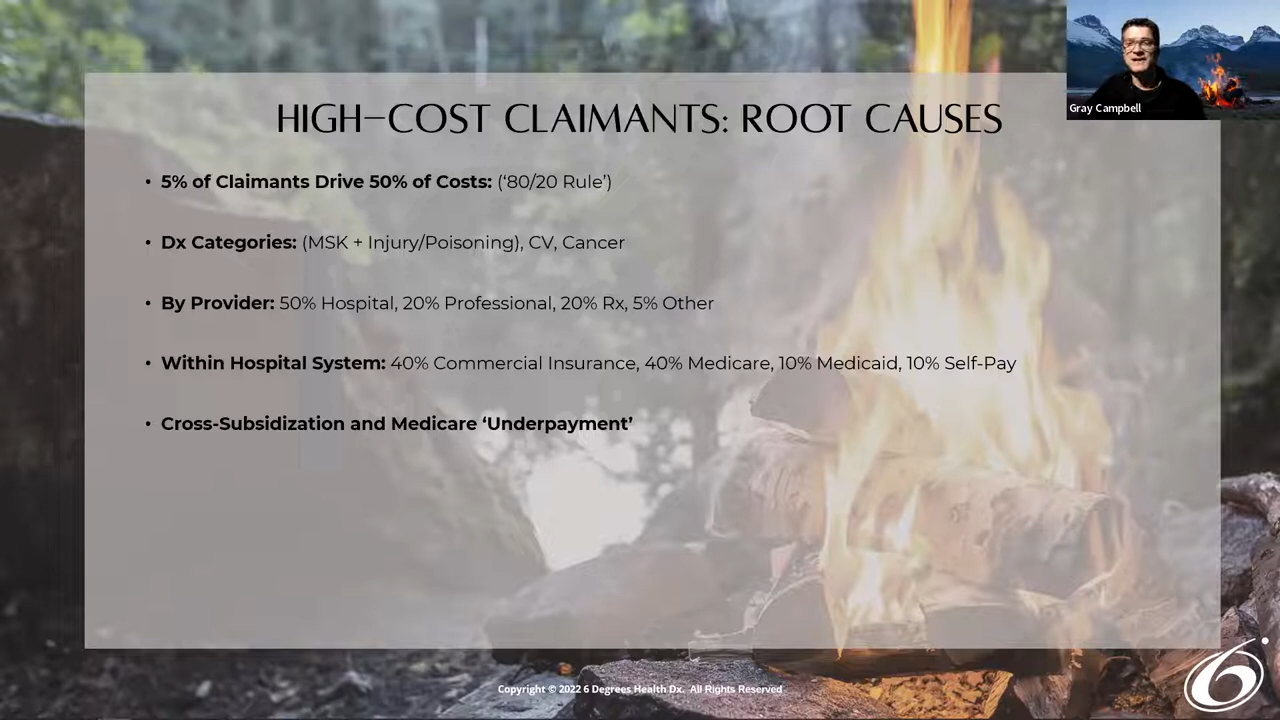 Gray Campbell
HIGH-COST CLAIMANTS: ROOT CAUSES
• 5% of Claimants Drive 50% of Costs: (‘80/20 Rule’)
• Dx Categories: (MSK + Injury/Poisoning), CV, Cancer
• By Provider: 50% Hospital, 20% Professional, 20% Rx, 5% Other
• Within Hospital System: 40% Commercial Insurance, 40% Medicare, 10% Medicaid, 10% Self-Pay
• Cross-Subsidization and Medicare ‘Underpayment’
Copyright © 2022 6 Degrees Health Dx. All Rights Reserved
6